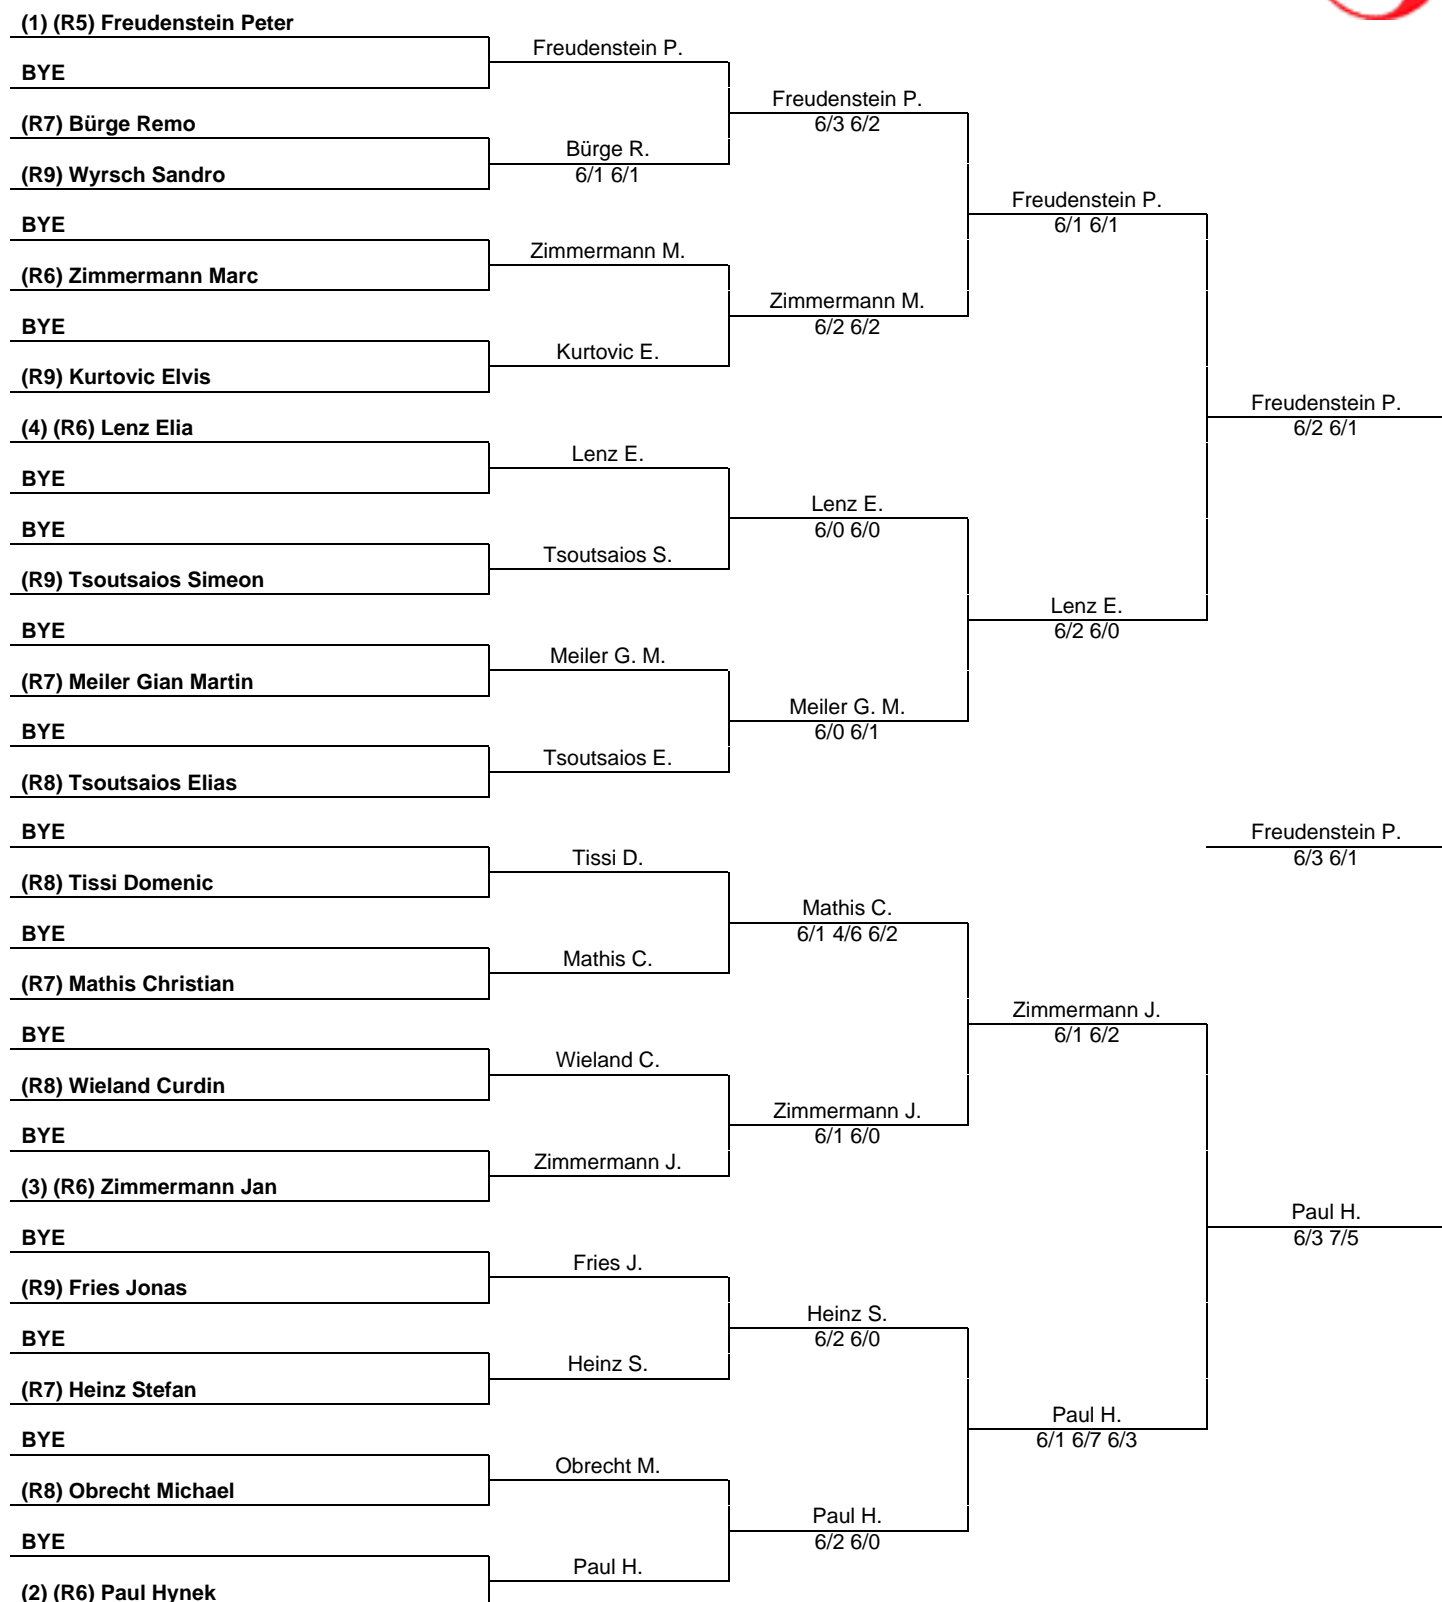 (1) (R5) Freudenstein Peter
Freudenstein P.
BYE
Freudenstein P.
6/3 6/2
(R7) Bürge Remo
Bürge R.
6/1 6/1
(R9) Wyrsch Sandro
Freudenstein P.
6/1 6/1
BYE
Zimmermann M.
(R6) Zimmermann Marc
Zimmermann M.
6/2 6/2
BYE
Kurtovic E.
(R9) Kurtovic Elvis
Freudenstein P.
6/2 6/1
(4) (R6) Lenz Elia
Lenz E.
BYE
Lenz E.
6/0 6/0
BYE
Tsoutsaios S.
(R9) Tsoutsaios Simeon
Lenz E.
6/2 6/0
BYE
Meiler G. M.
(R7) Meiler Gian Martin
Meiler G. M.
6/0 6/1
BYE
Tsoutsaios E.
(R8) Tsoutsaios Elias
Freudenstein P.
6/3 6/1
BYE
Tissi D.
(R8) Tissi Domenic
Mathis C.
6/1 4/6 6/2
BYE
Mathis C.
(R7) Mathis Christian
Zimmermann J.
6/1 6/2
BYE
Wieland C.
(R8) Wieland Curdin
Zimmermann J.
6/1 6/0
BYE
Zimmermann J.
(3) (R6) Zimmermann Jan
Paul H.
6/3 7/5
BYE
Fries J.
(R9) Fries Jonas
Heinz S.
6/2 6/0
BYE
Heinz S.
(R7) Heinz Stefan
Paul H.
6/1 6/7 6/3
BYE
Obrecht M.
(R8) Obrecht Michael
Paul H.
6/2 6/0
BYE
Paul H.
(2) (R6) Paul Hynek